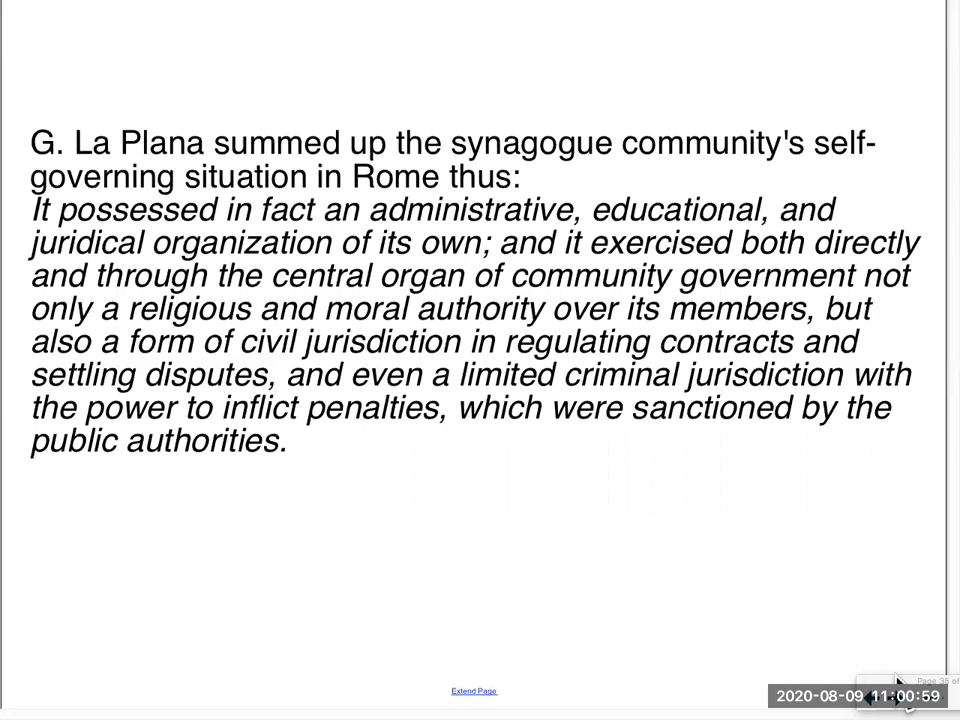 G. La Plana summed up the synagogue community's self-
governing situation in Rome thus:
It possessed in fact an administrative, educational, and
juridical organization of its own; and it exercised both directly
and through the central organ of community government not
only a religious and moral authority over its members, but
also a form of civil jurisdiction in regulating contracts and
settling disputes, and even a limited criminal jurisdiction with
the power to inflict penalties, which were sanctioned by the
public authorities.
Page 35 of
Extend Page
2020-08-09 11:00:59